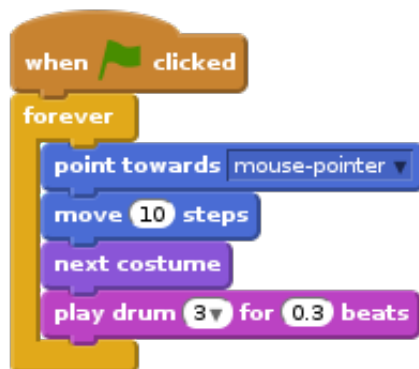 when clicked
forever
point towards mouse-pointer
move 10 steps
next costume
play drum 3 for 0.3 beats